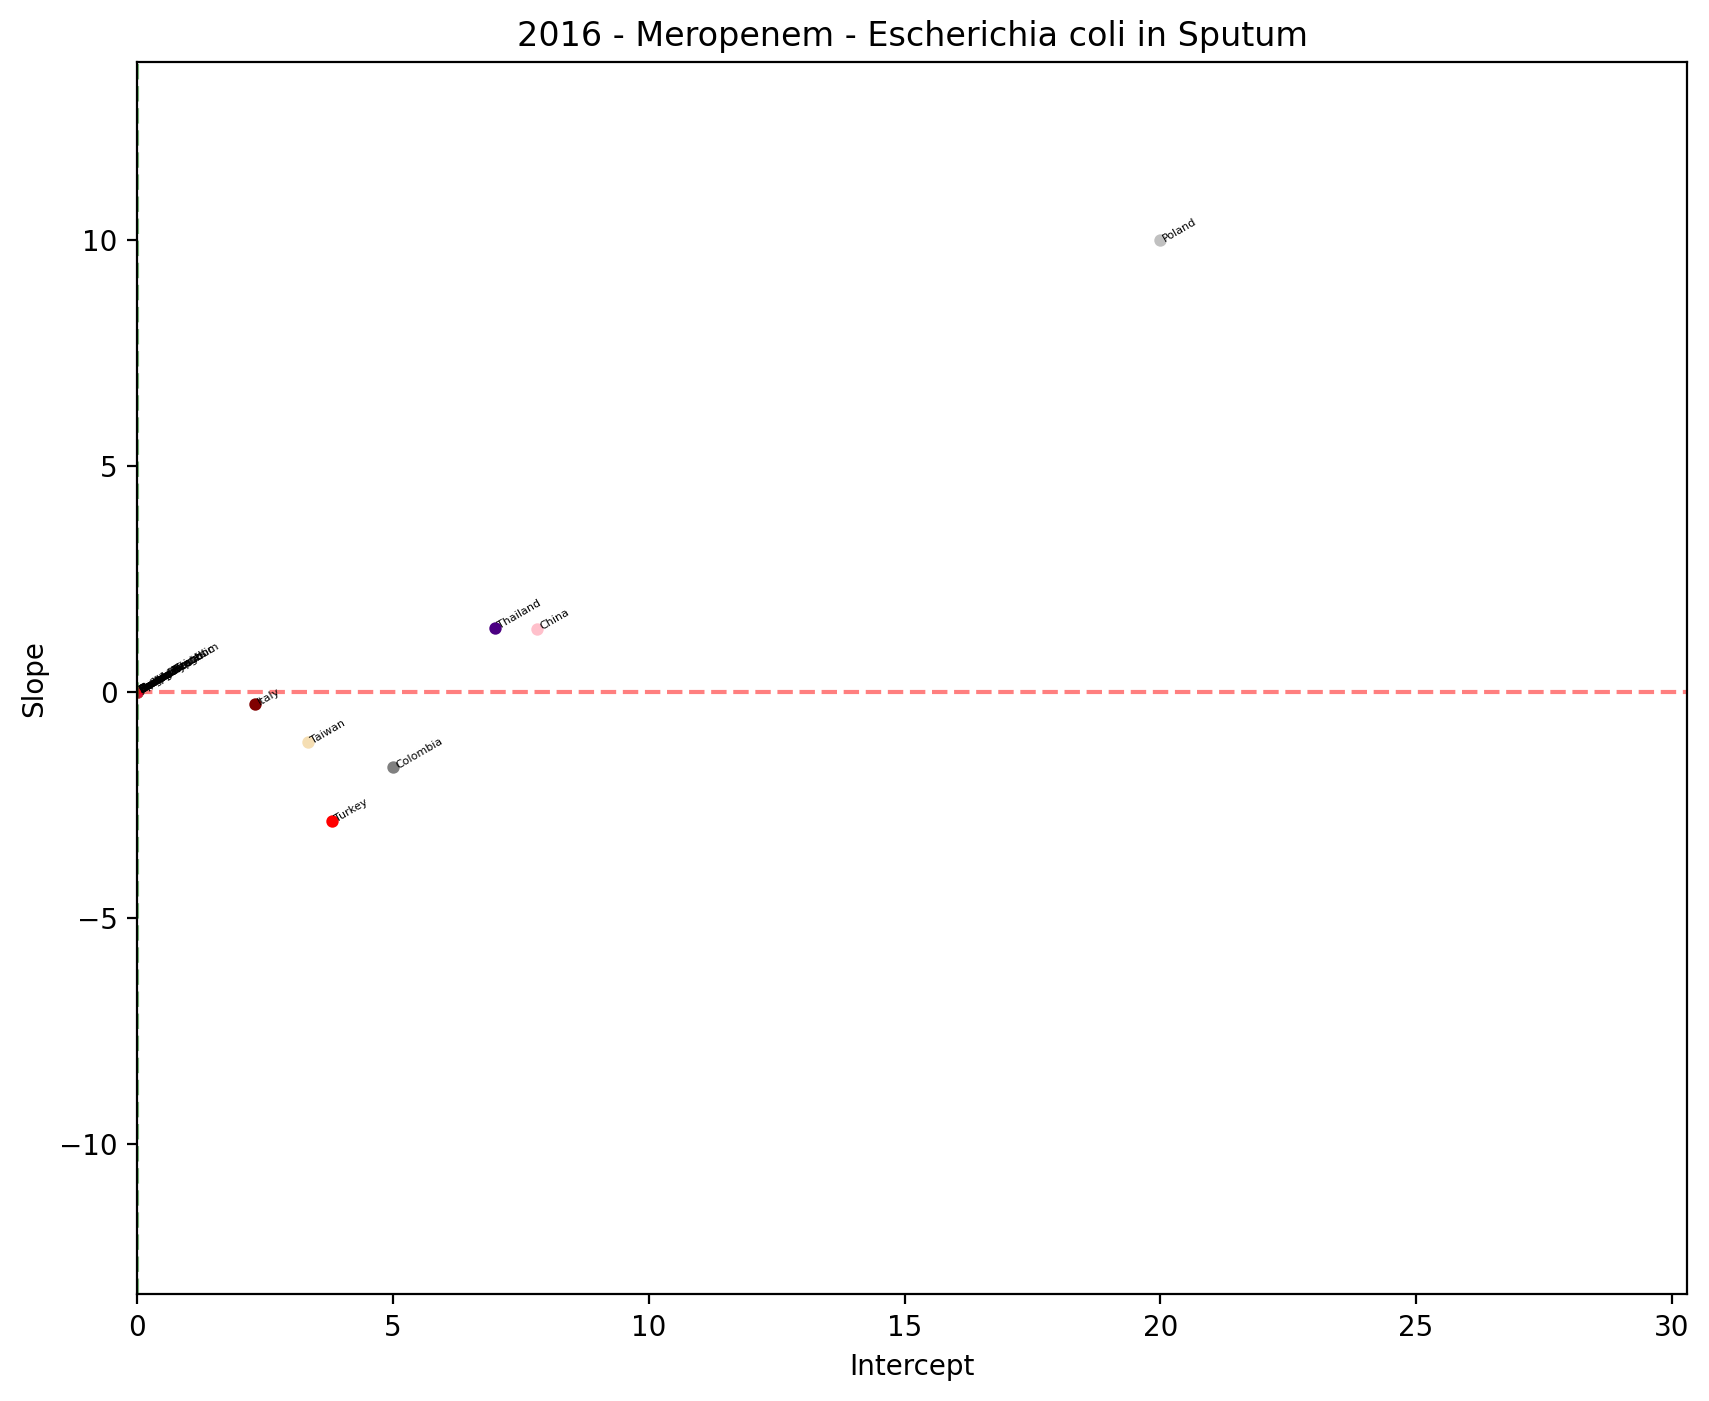 2016 - Meropenem - Escherichia coli in Sputum
10
5
0
−5
−10
Slope
Poland
Thailand
China
Italy
Taiwan
Colombia
Turkey
0
5
10
15
20
25
30
Intercept